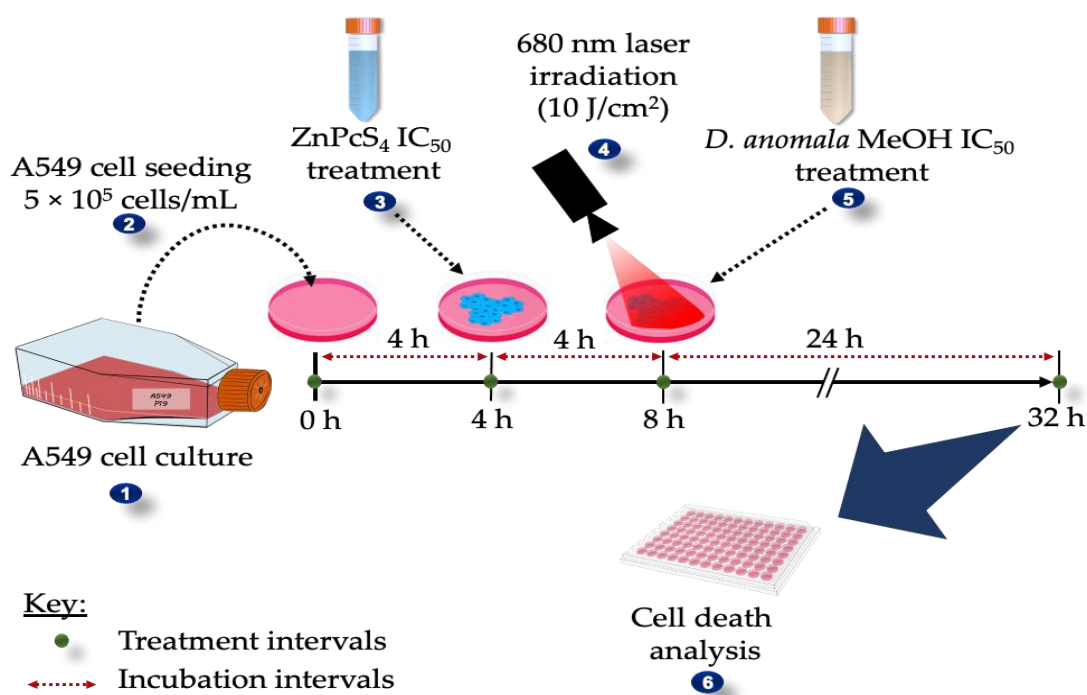 A549 cell seeding
5 × 10⁵ cells/mL
2
ZnPcS₄ IC₅₀
treatment
3
680 nm laser
irradiation
(10 J/cm²)
4
D. anomala MeOH IC₅₀
treatment
5
4 h
4 h
24 h
0 h
4 h
8 h
32 h
A549
P19
A549 cell culture
1
Cell death
analysis
6
Key:
Treatment intervals
Incubation intervals